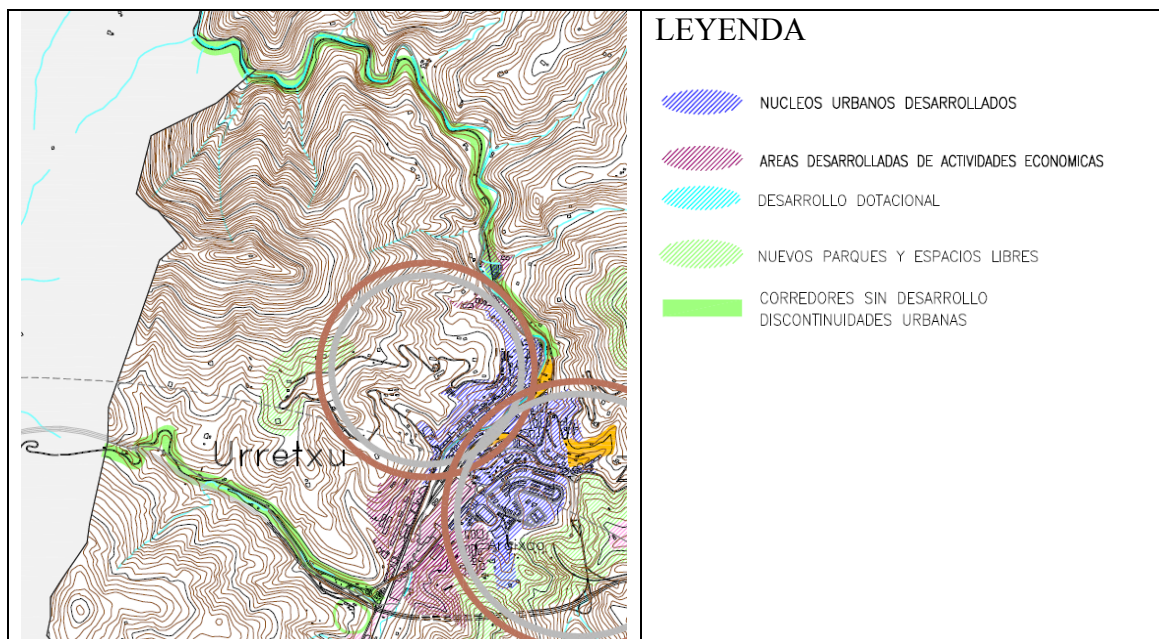 LEYENDA
NUCLEOS URBANOS DESARROLLADOS
AREAS DESARROLLADAS DE ACTIVIDADES ECONOMICAS
DESARROLLO DOTACIONAL
NUEVOS PARQUES Y ESPACIOS LIBRES
CORREDORES SIN DESARROLLO
DISCONTINUIDADES URBANAS
Urretxu